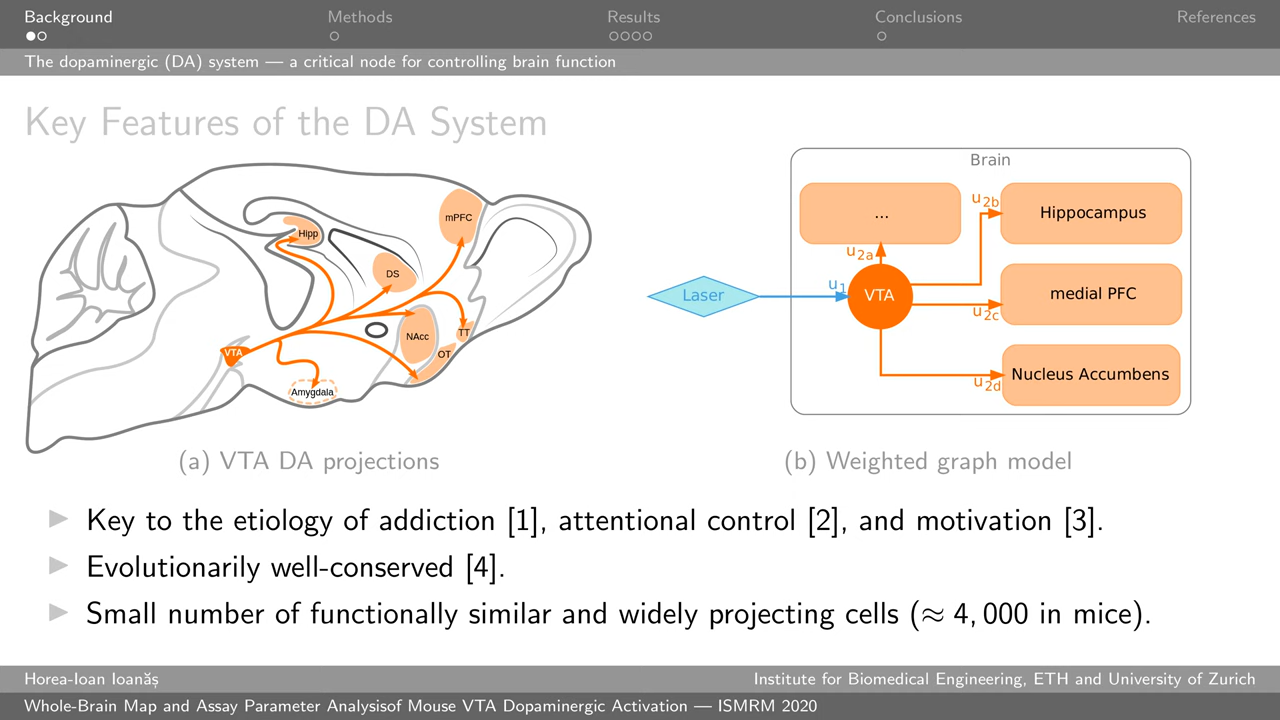 Background Methods Results Conclusions References
The dopaminergic (DA) system — a critical node for controlling brain function
Key Features of the DA System
Hipp
mPFC
DS
NAcc
TT
OT
VTA
Amygdala
(a) VTA DA projections
Brain
...
Hippocampus
medial PFC
Nucleus Accumbens
Laser
VTA
u1
u2a
u2b
u2c
u2d
(b) Weighted graph model
Key to the etiology of addiction [1], attentional control [2], and motivation [3].
Evolutionarily well-conserved [4].
Small number of functionally similar and widely projecting cells (≈ 4, 000 in mice).
Horea-Ioan Ioanăș Institute for Biomedical Engineering, ETH and University of Zurich
Whole-Brain Map and Assay Parameter Analysisof Mouse VTA Dopaminergic Activation — ISMRM 2020